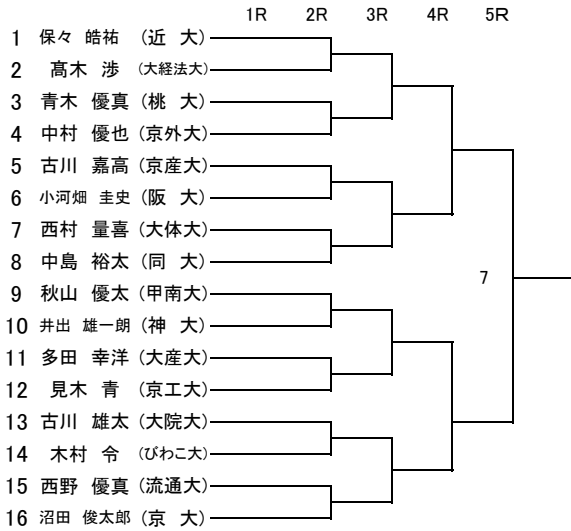 1R 2R 3R 4R 5R
1 保々 皓祐 (近 大)
2 髙木 渉 (大経法大)
3 青木 優真 (桃 大)
4 中村 優也 (京外大)
5 古川 嘉高 (京産大)
6 小河畑 圭史 (阪 大)
7 西村 量喜 (大体大)
8 中島 裕太 (同 大)
7
9 秋山 優太 (甲南大)
10 井出 雄一朗 (神 大)
11 多田 幸洋 (大産大)
12 見木 青 (京工大)
13 古川 雄太 (大院大)
14 木村 令 (びわこ大)
15 西野 優真 (流通大)
16 沼田 俊太郎 (京 大)